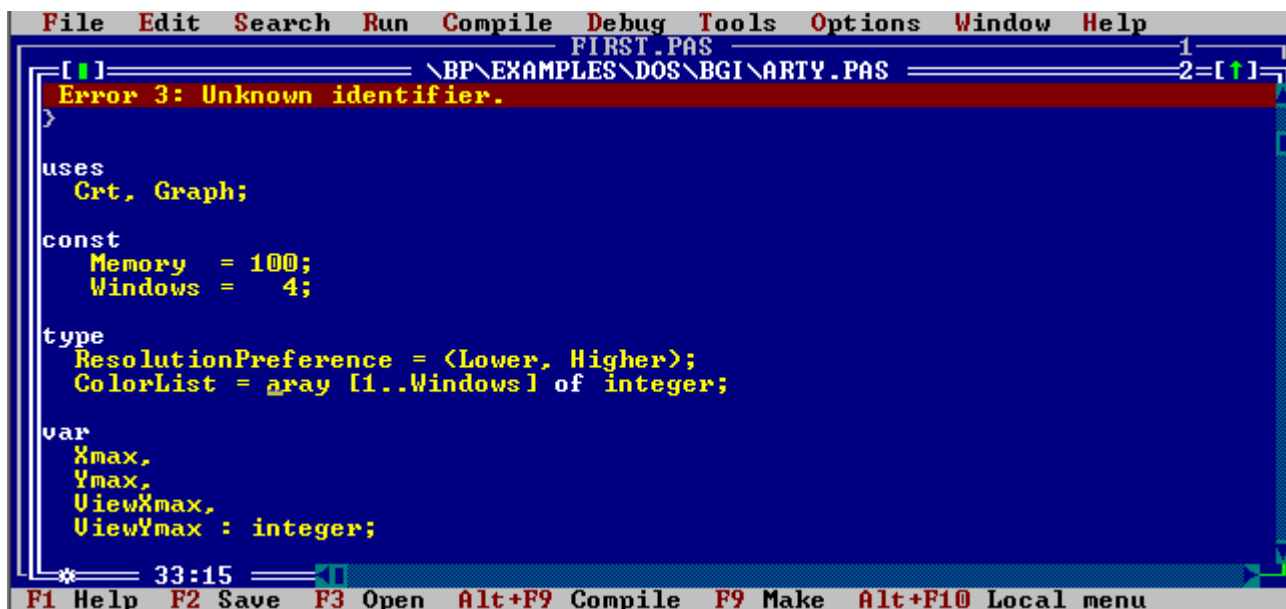 File Edit Search Run Compile Debug Tools Options Window Help
FIRST.PAS 1
[▮] \BP\EXAMPLES\DOS\BGI\ARTY.PAS 2=[↑]
Error 3: Unknown identifier.
}
uses
Crt, Graph;
const
Memory = 100;
Windows = 4;
type
ResolutionPreference = (Lower, Higher);
ColorList = aray [1..Windows] of integer;
var
Xmax,
Ymax,
ViewXmax,
ViewYmax : integer;
33:15
F1 Help F2 Save F3 Open Alt+F9 Compile F9 Make Alt+F10 Local menu